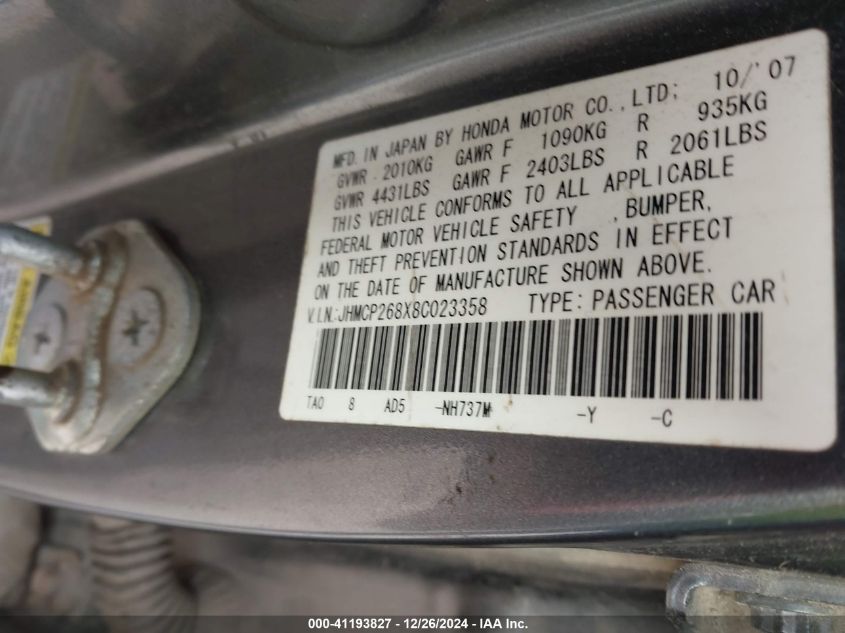 MFD. IN JAPAN BY HONDA MOTOR CO.,LTD; 10/'07
GVWR 2010KG GAWR F 1090KG R 935KG
GVWR 4431LBS GAWR F 2403LBS R 2061LBS
THIS VEHICLE CONFORMS TO ALL APPLICABLE
FEDERAL MOTOR VEHICLE SAFETY , BUMPER,
AND THEFT PREVENTION STANDARDS IN EFFECT
ON THE DATE OF MANUFACTURE SHOWN ABOVE.
V.I.N.:JHMCP268X8C023358 TYPE: PASSENGER CAR
TA0 8 AD5 -NH737M -Y -C
000-41193827 - 12/26/2024 - IAA Inc.